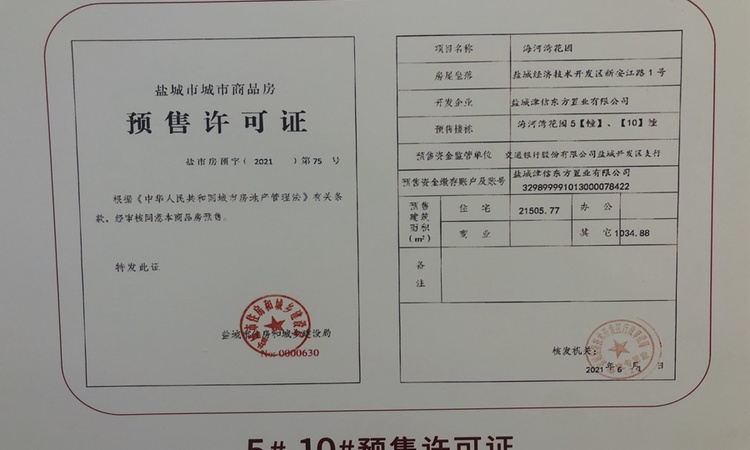 盐城市城市商品房
预售许可证
盐市房预字（2021）第75号
根据《中华人民共和国城市房地产管理法》有关条
款，经审核同意本商品房预售。
特发此证
盐城市住房和城乡建设局
No: 0000630
项目名称 海河湾花园
房屋坐落 盐城经济技术开发区新安江路1号
开发企业 盐城津信东方置业有限公司
预售楼栋 海河湾花园5【幢】、【10】幢
预售资金监管单位 交通银行股份有限公司盐城开发区支行
预售资金缴存账户及账号 盐城津信东方置业有限公司
329899991013000078422
预售建筑面积(m²) 住宅 21505.77 办公
商业 其它 1034.88
备注
核发机关：
2021年6月1日
5# 10#预售许可证